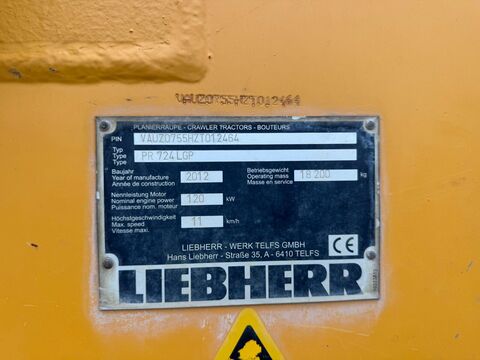 VAUZ0755HZT012464
PLANIERRAUPE - CRAWLER TRACTORS - BOUTEURS
PIN VAUZ0755HZT012464
Typ
Type PR 724 LGP
Type
Baujahr
Year of manufacture 2012
Année de construction
Betriebsgewicht
Operating mass 18 200 kg
Masse en service
Nennleistung Motor
Nominal engine power 120 kW
Puissance nom. moteur
Höchstgeschwindigkeit
Max. speed 11 km/h
Vitesse maxi.
LIEBHERR - WERK TELFS GMBH
Hans Liebherr - Straße 35, A - 6410 TELFS
CE
LIEBHERR